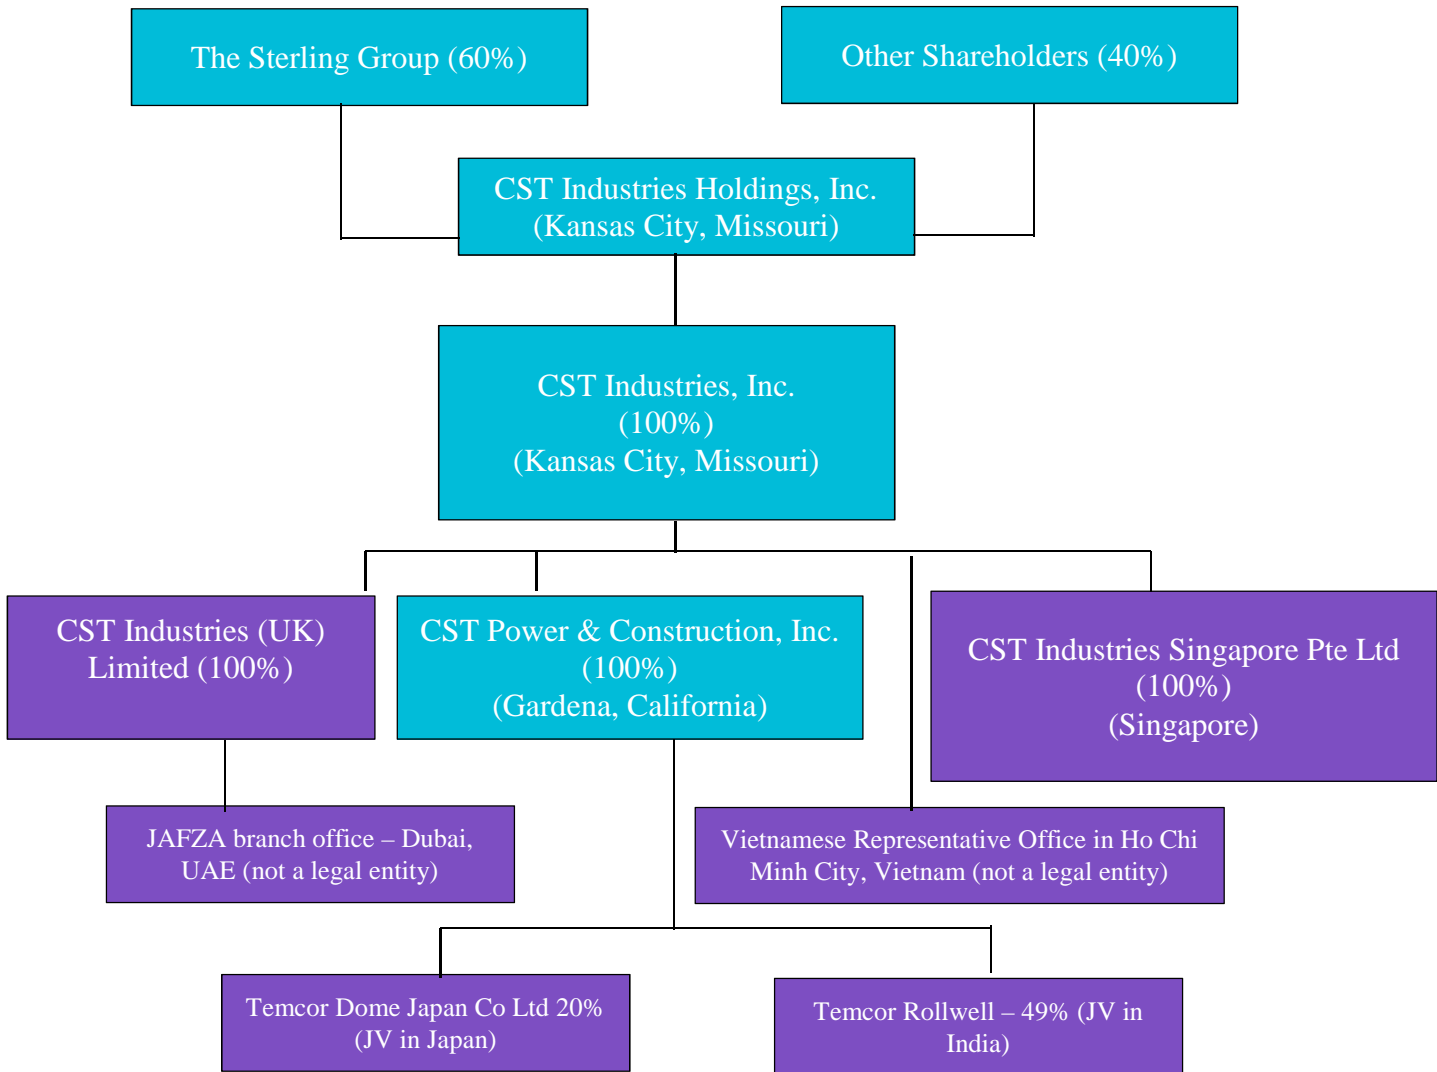 The Sterling Group (60%)
Other Shareholders (40%)
CST Industries Holdings, Inc.
(Kansas City, Missouri)
CST Industries, Inc.
(100%)
(Kansas City, Missouri)
CST Industries (UK)
Limited (100%)
CST Power & Construction, Inc.
(100%)
(Gardena, California)
CST Industries Singapore Pte Ltd
(100%)
(Singapore)
JAFZA branch office – Dubai,
UAE (not a legal entity)
Vietnamese Representative Office in Ho Chi
Minh City, Vietnam (not a legal entity)
Temcor Dome Japan Co Ltd 20%
(JV in Japan)
Temcor Rollwell – 49% (JV in
India)